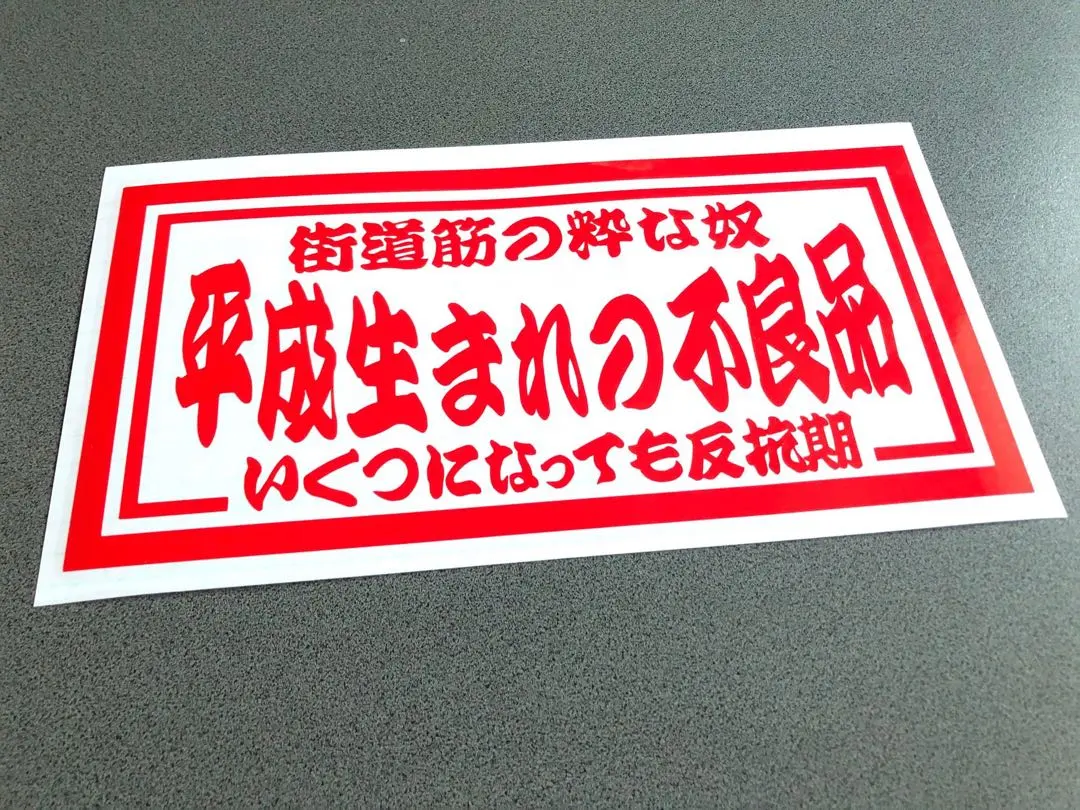 街道筋の粋な奴
平成生まれの不良品
いくつになっても反抗期